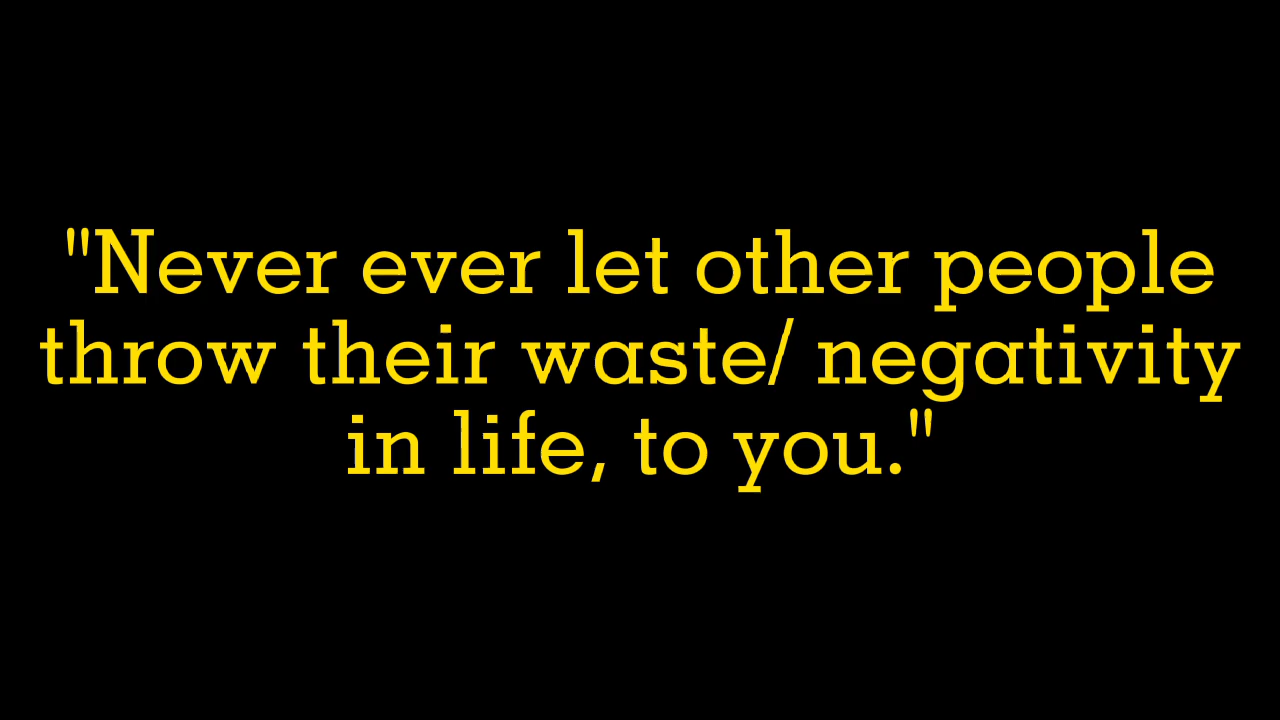 "Never ever let other people
throw their waste/ negativity
in life, to you."